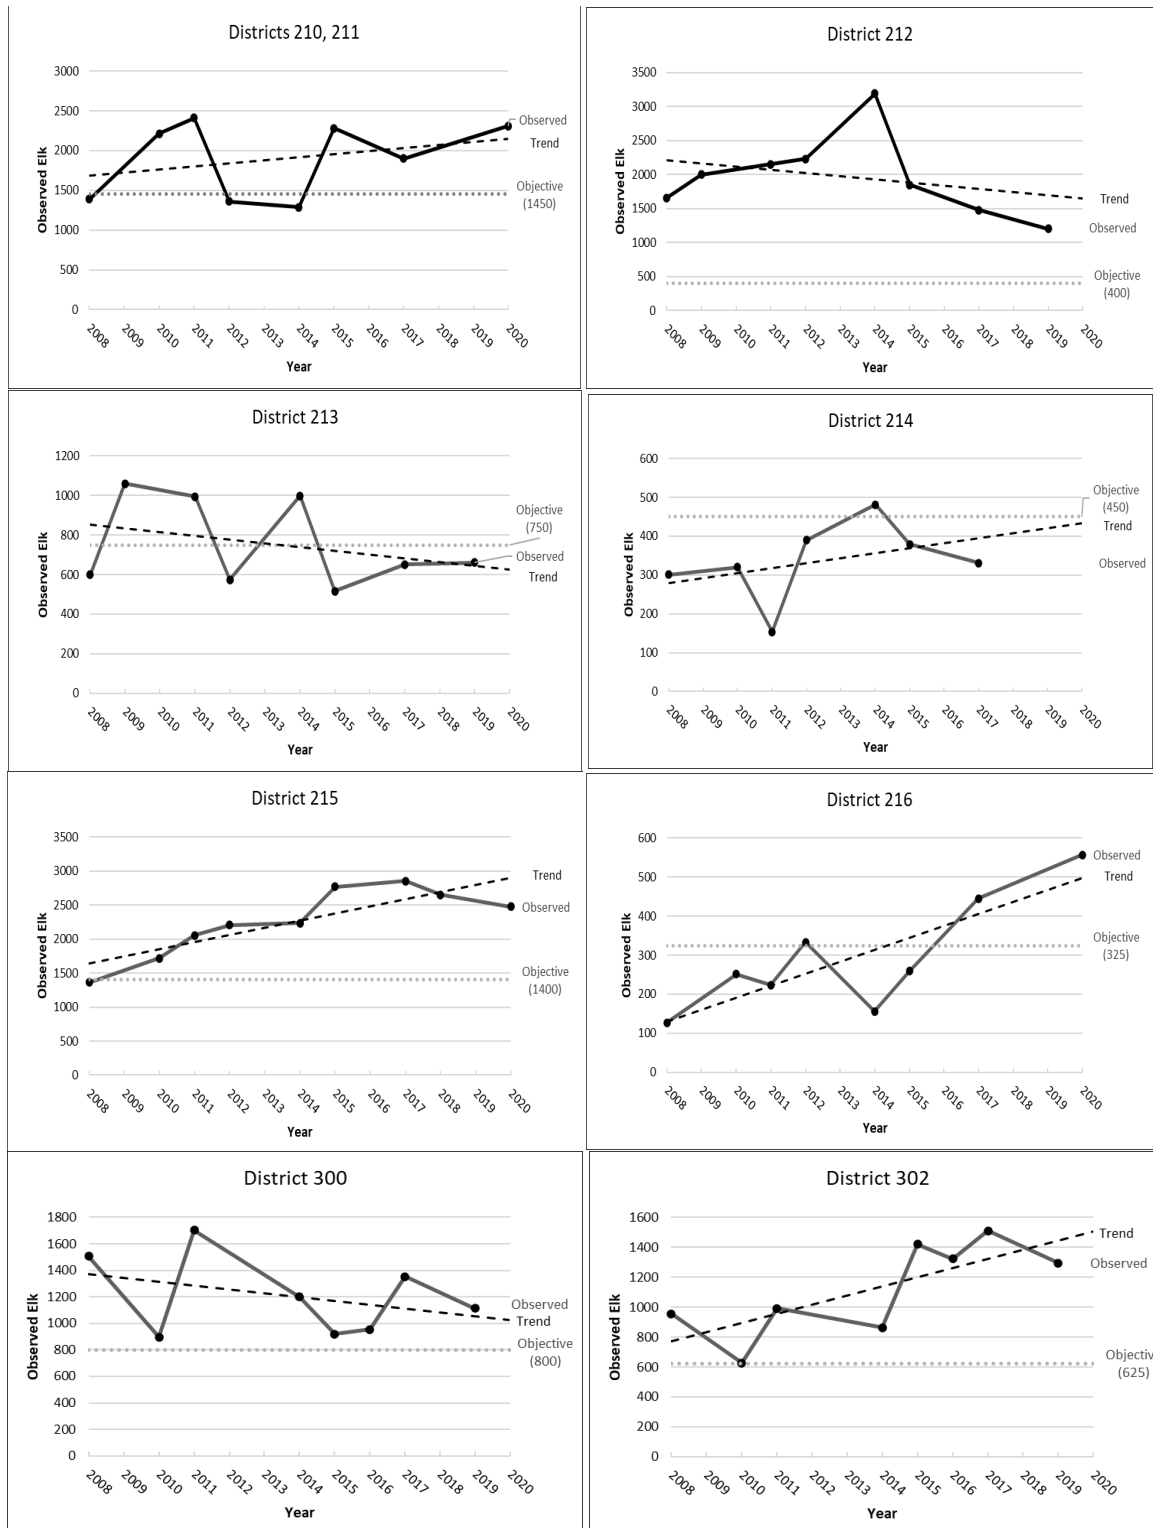 Districts 210, 211
3000
2500
2000
1500
1000
500
0
Observed Elk
Observed
Trend
Objective
(1450)
2008 2009 2010 2011 2012 2013 2014 2015 2016 2017 2018 2019 2020
Year
District 212
3500
3000
2500
2000
1500
1000
500
0
Observed Elk
Trend
Observed
Objective
(400)
2008 2009 2010 2011 2012 2013 2014 2015 2016 2017 2018 2019 2020
Year
District 213
1200
1000
800
600
400
200
0
Observed Elk
Objective
(750)
Observed
Trend
2008 2009 2010 2011 2012 2013 2014 2015 2016 2017 2018 2019 2020
Year
District 214
600
500
400
300
200
100
0
Observed Elk
Objective
(450)
Trend
Observed
2008 2009 2010 2011 2012 2013 2014 2015 2016 2017 2018 2019 2020
Year
District 215
3500
3000
2500
2000
1500
1000
500
0
Observed Elk
Trend
Observed
Objective
(1400)
2008 2009 2010 2011 2012 2013 2014 2015 2016 2017 2018 2019 2020
Year
District 216
600
500
400
300
200
100
0
Observed Elk
Observed
Trend
Objective
(325)
2008 2009 2010 2011 2012 2013 2014 2015 2016 2017 2018 2019 2020
Year
District 300
1800
1600
1400
1200
1000
800
600
400
200
0
Observed Elk
Observed
Trend
Objective
(800)
2008 2009 2010 2011 2012 2013 2014 2015 2016 2017 2018 2019 2020
Year
District 302
1600
1400
1200
1000
800
600
400
200
0
Observed Elk
Trend
Observed
Objectiv
(625)
2008 2009 2010 2011 2012 2013 2014 2015 2016 2017 2018 2019 2020
Year